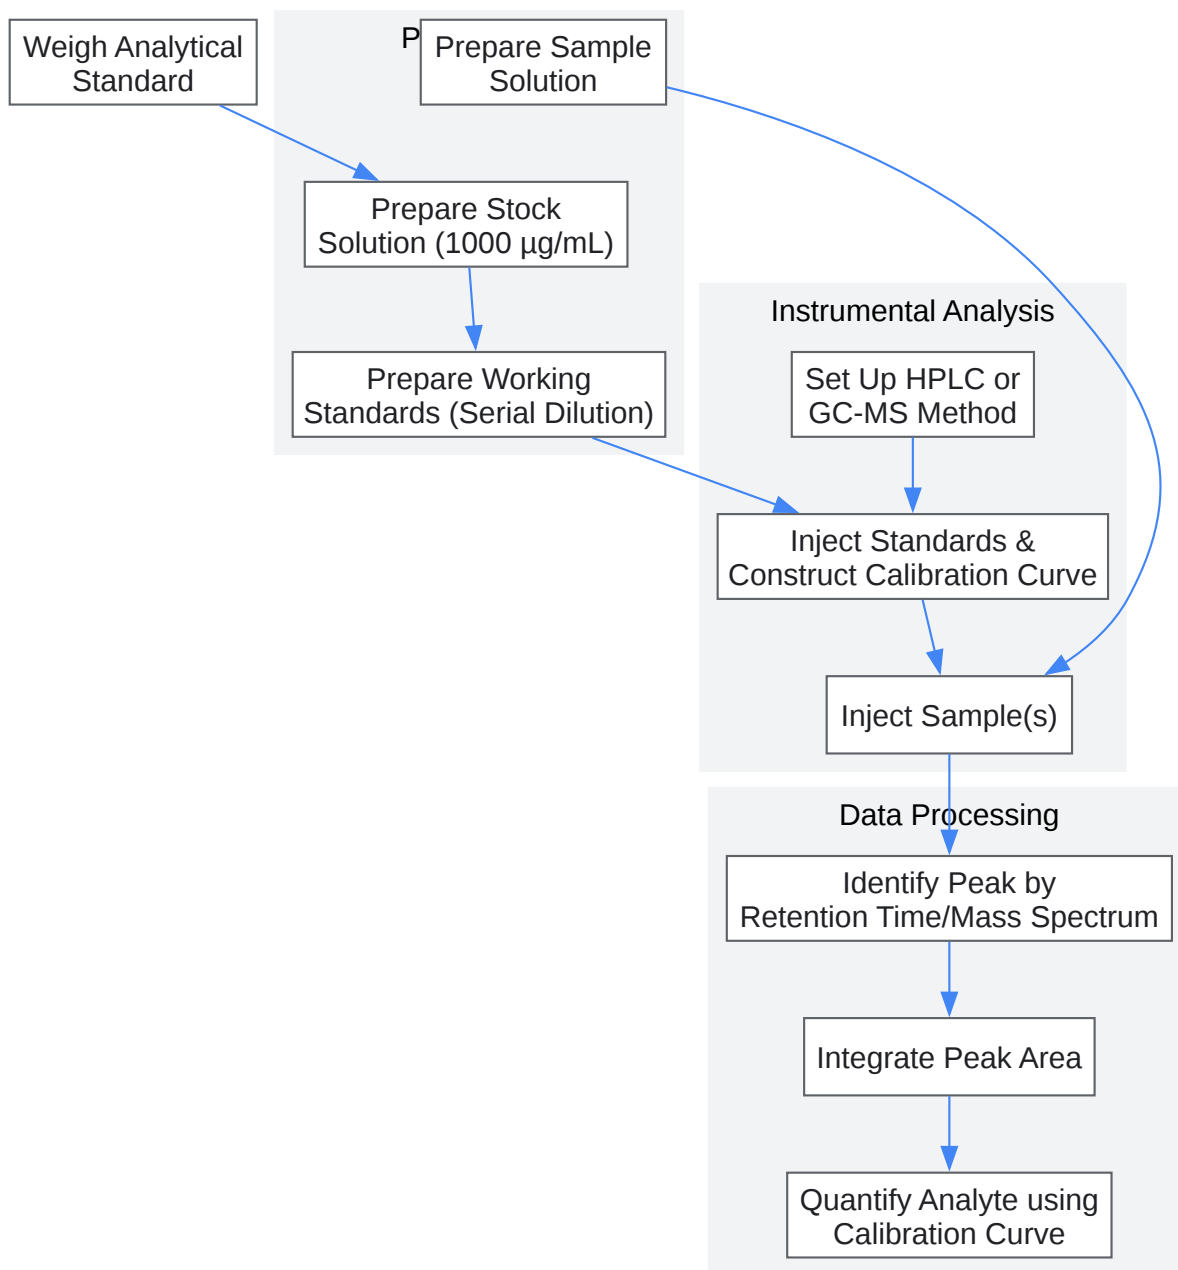 Weigh Analytical
Standard
P
Prepare Sample
Solution
Prepare Stock
Solution (1000 µg/mL)
Prepare Working
Standards (Serial Dilution)
Instrumental Analysis
Set Up HPLC or
GC-MS Method
Inject Standards &
Construct Calibration Curve
Inject Sample(s)
Data Processing
Identify Peak by
Retention Time/Mass Spectrum
Integrate Peak Area
Quantify Analyte using
Calibration Curve